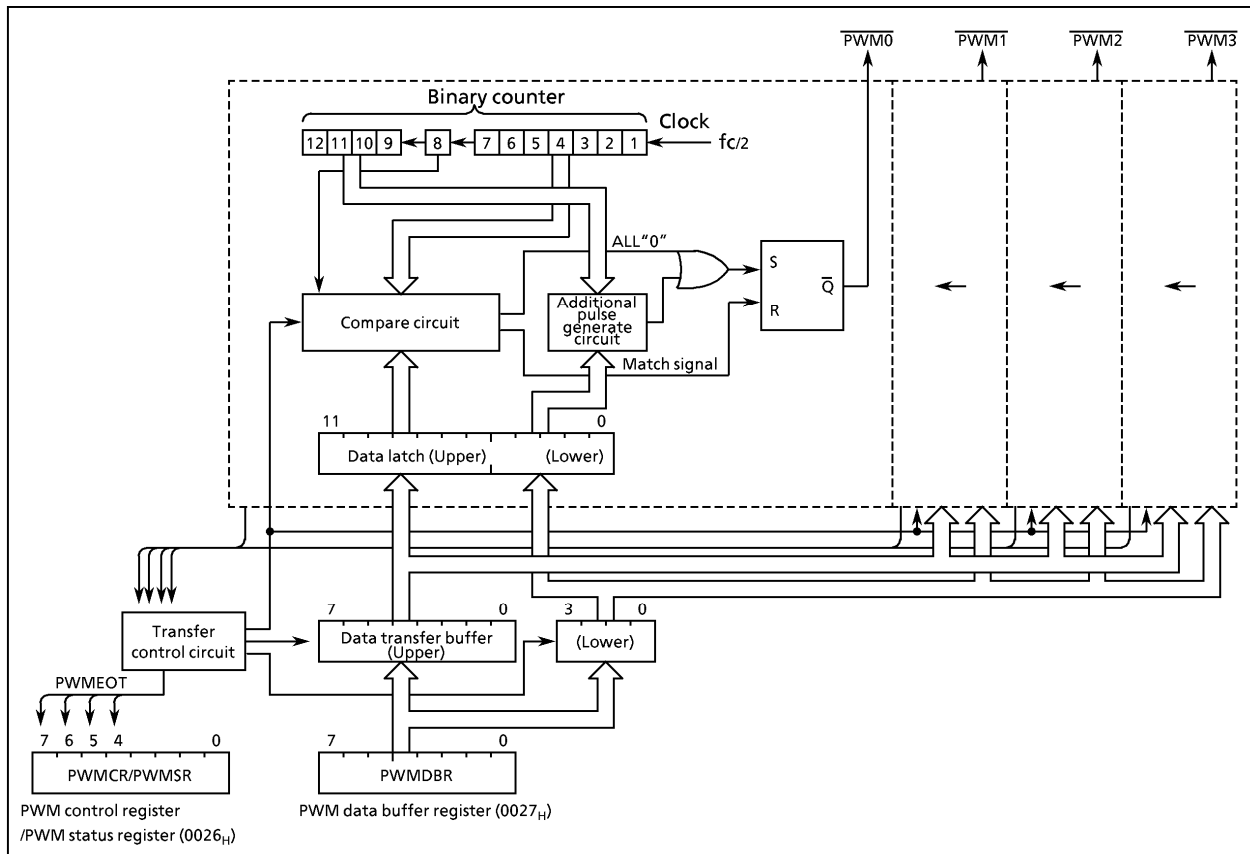 PWM0 PWM1 PWM2 PWM3
Binary counter
Clock
12 11 10 9 8 7 6 5 4 3 2 1 fc/2
ALL“0”
S
Q
R
Compare circuit
Additional
pulse
generate
circuit
Match signal
11 0
Data latch (Upper) (Lower)
7 0 3 0
Transfer
control circuit
Data transfer buffer
(Upper)
(Lower)
PWMEOT
7 6 5 4 0 7 0
PWMCR/PWMSR PWMDBR
PWM control register
/PWM status register (0026H)
PWM data buffer register (0027H)